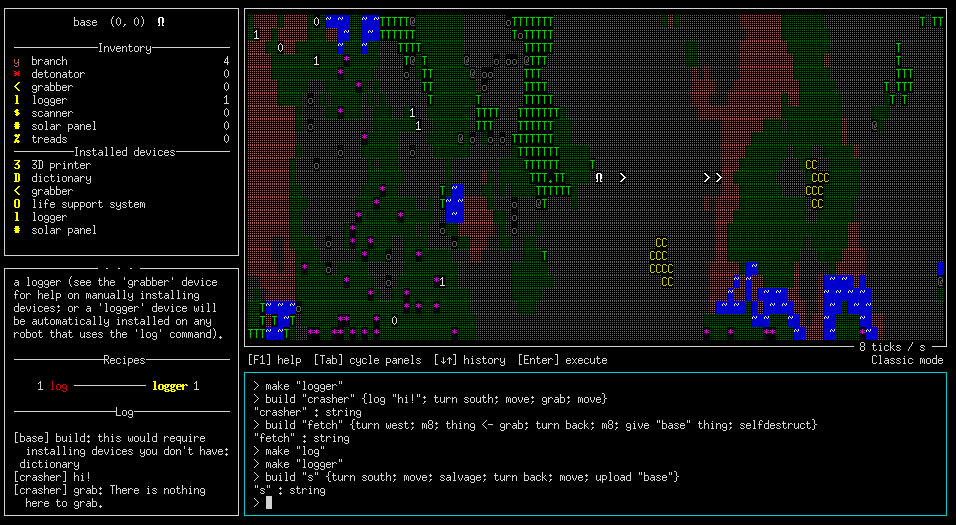 base (0, 0) Ω
Inventory
y branch 4
* detonator 0
< grabber 0
l logger 1
$ scanner 0
# solar panel 0
% treads 0
Installed devices
3 3D printer
D dictionary
< grabber
O life support system
l logger
# solar panel
a logger (see the 'grabber' device
for help on manually installing
devices; or a 'logger' device will
be automatically installed on any
robot that uses the 'log' command).
Recipes
1 log logger 1
Log
[base] build: this would require
installing devices you don't have:
dictionary
[crasher] hi!
[crasher] grab: There is nothing
here to grab.
8 ticks / s
[F1] help [Tab] cycle panels [↓↑] history [Enter] execute Classic mode
> make "logger"
> build "crasher" {log "hi!"; turn south; move; grab; move}
"crasher" : string
> build "fetch" {turn west; m8; thing <- grab; turn back; m8; give "base" thing; selfdestruct}
"fetch" : string
> make "log"
> make "logger"
> build "s" {turn south; move; salvage; turn back; move; upload "base"}
"s" : string
>